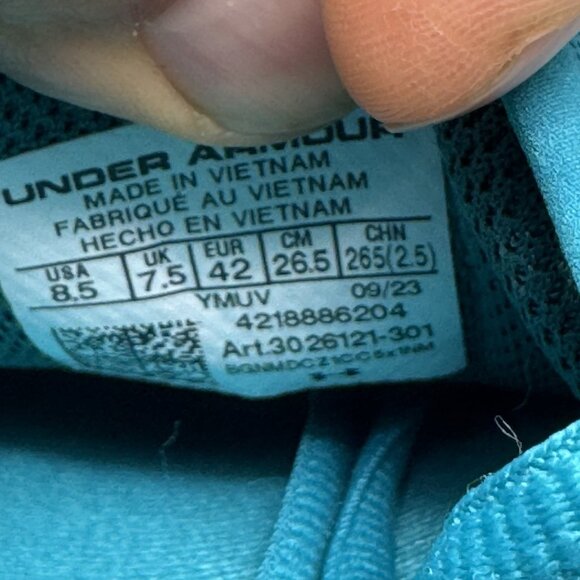 UNDER ARMOUR
MADE IN VIETNAM
FABRIQUÉ AU VIETNAM
HECHO EN VIETNAM
USA UK EUR CM CHN
8.5 7.5 42 26.5 265(2.5)
YMUV 09/23
4218886204
Art.3026121-301